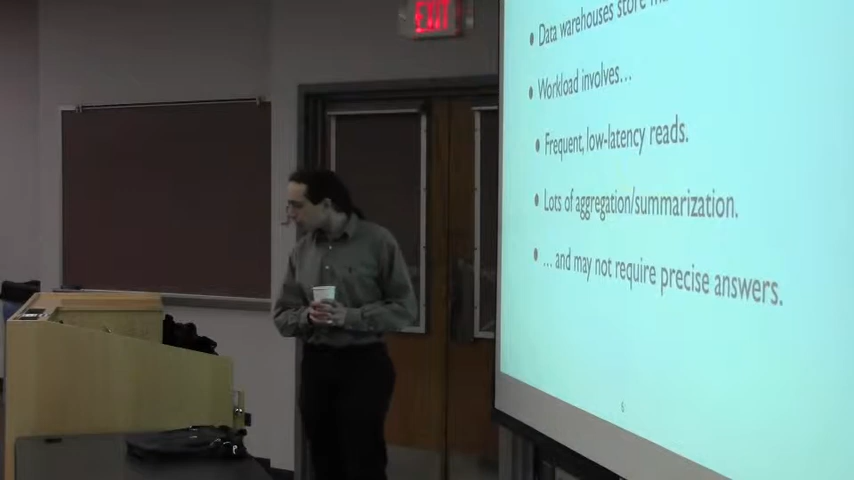 EXIT
• Data warehouses store
• Workload involves...
• Frequent, low-latency reads.
• Lots of aggregation/summarization.
• ... and may not require precise answers.